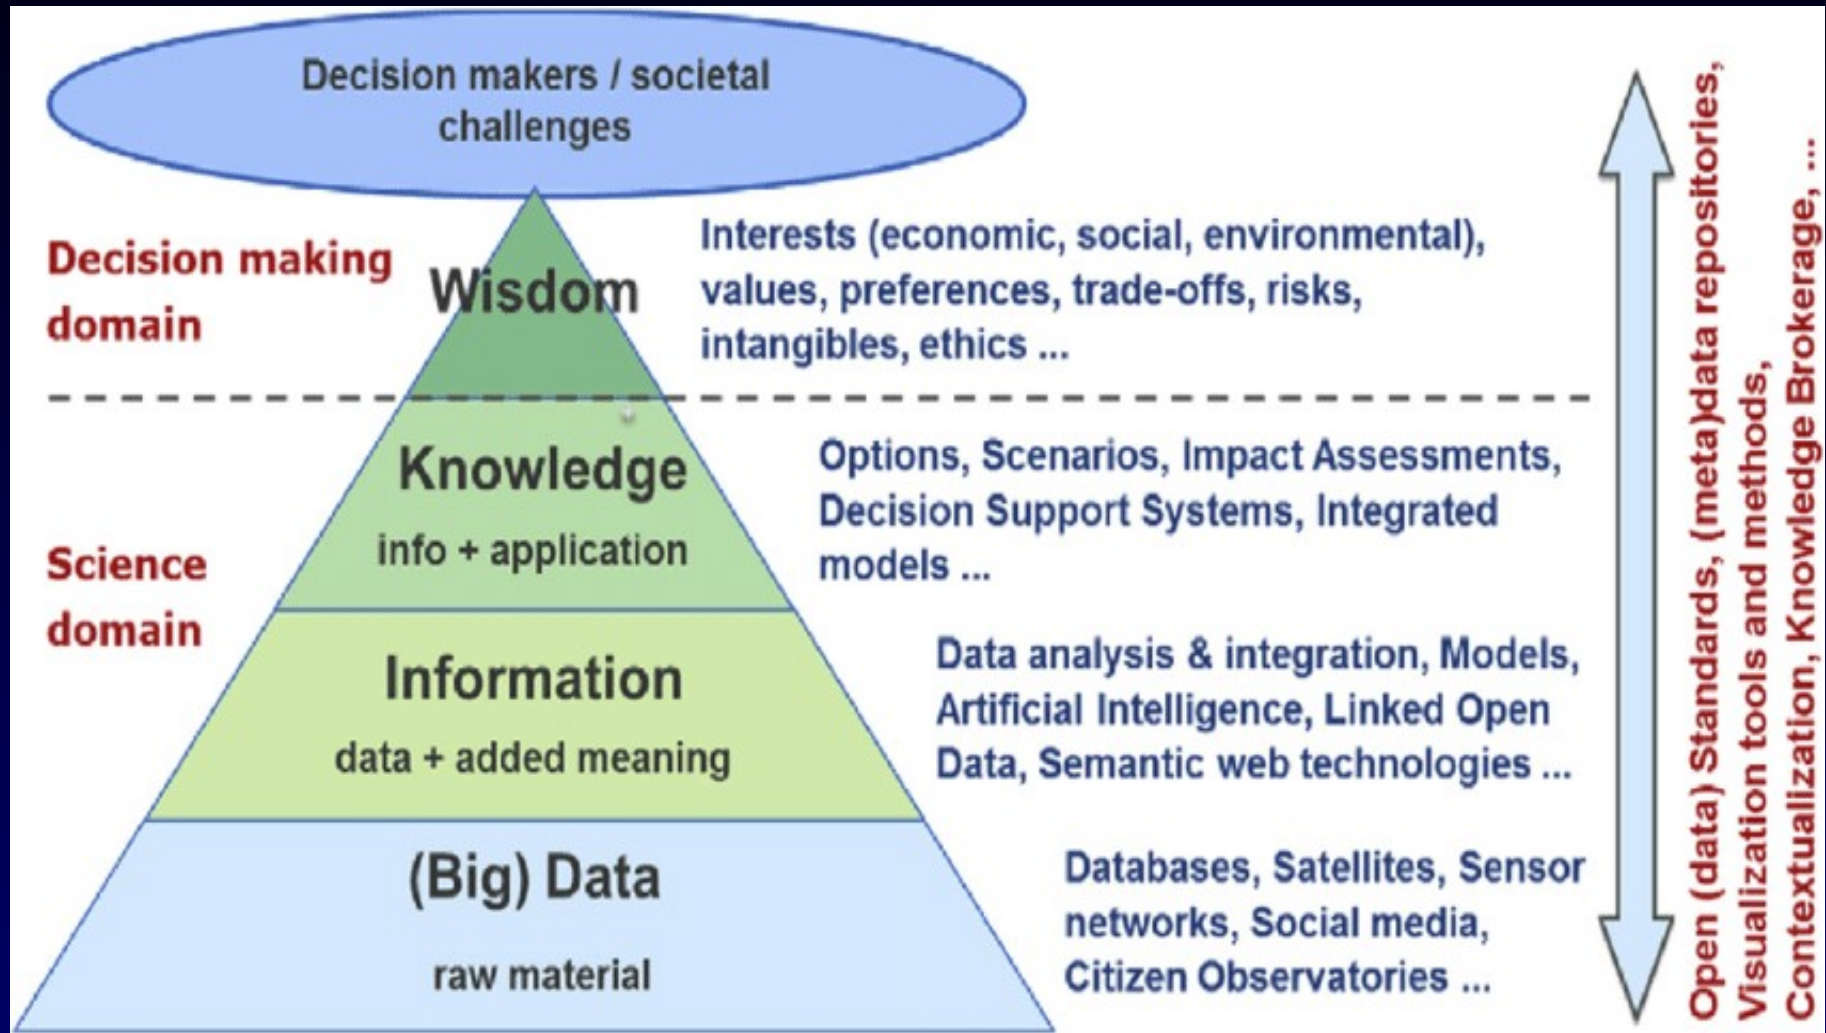 Decision makers / societal
challenges
Decision making
domain
Wisdom
Interests (economic, social, environmental),
values, preferences, trade-offs, risks,
intangibles, ethics ...
Science
domain
Knowledge
info + application
Options, Scenarios, Impact Assessments,
Decision Support Systems, Integrated
models ...
Information
data + added meaning
Data analysis & integration, Models,
Artificial Intelligence, Linked Open
Data, Semantic web technologies ...
(Big) Data
raw material
Databases, Satellites, Sensor
networks, Social media,
Citizen Observatories ...
Open (data) Standards, (meta)data repositories,
Visualization tools and methods,
Contextualization, Knowledge Brokerage, ...